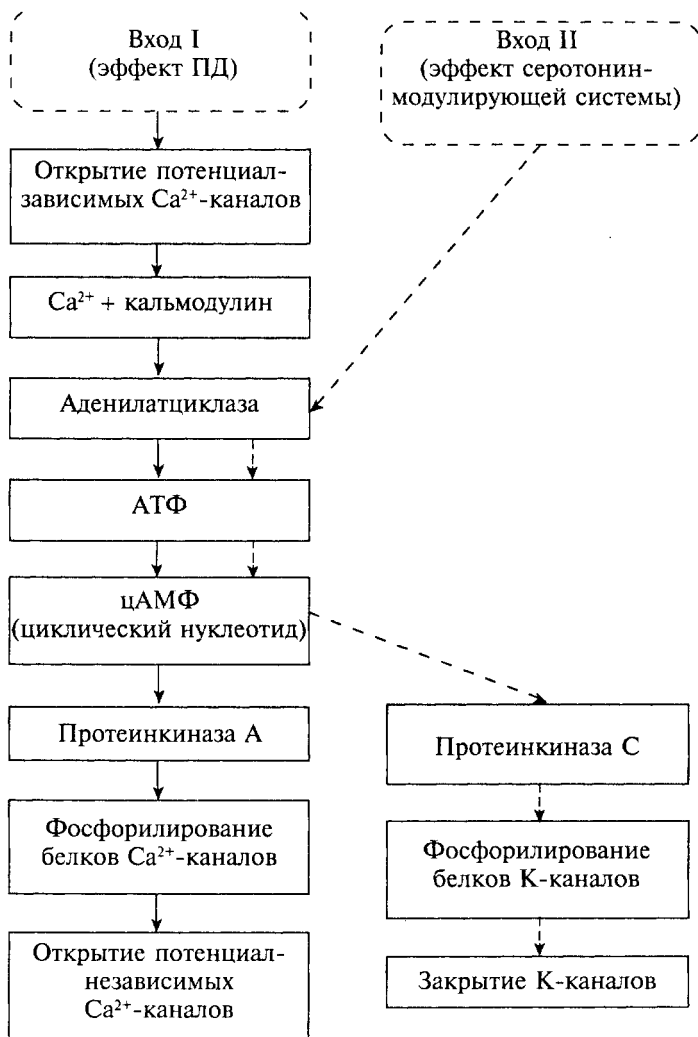 Вход I
(эффект ПД)
Вход II
(эффект серотонин-
модулирующей системы)
Открытие потенциал-
зависимых Ca²⁺-каналов
Ca²⁺ + кальмодулин
Аденилатциклаза
АТФ
цАМФ
(циклический нуклеотид)
Протеинкиназа А
Протеинкиназа С
Фосфорилирование
белков Ca²⁺-каналов
Фосфорилирование
белков К-каналов
Открытие потенциал-
независимых
Ca²⁺-каналов
Закрытие К-каналов